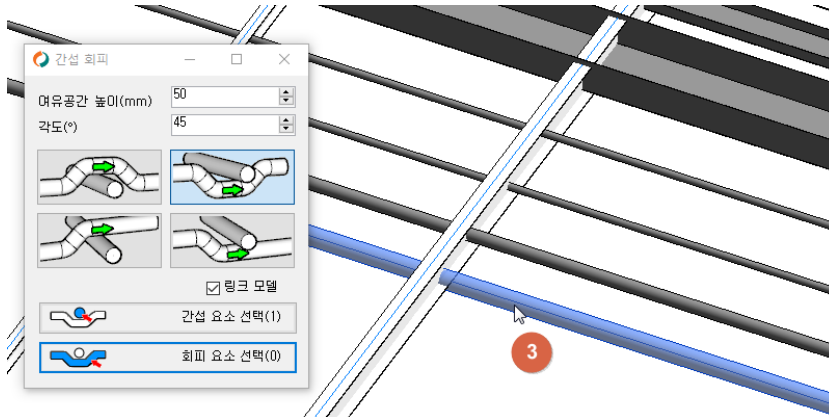 간섭 회피
여유공간 높이(mm) 50
각도(º) 45
링크 모델
간섭 요소 선택(1)
회피 요소 선택(0)
3